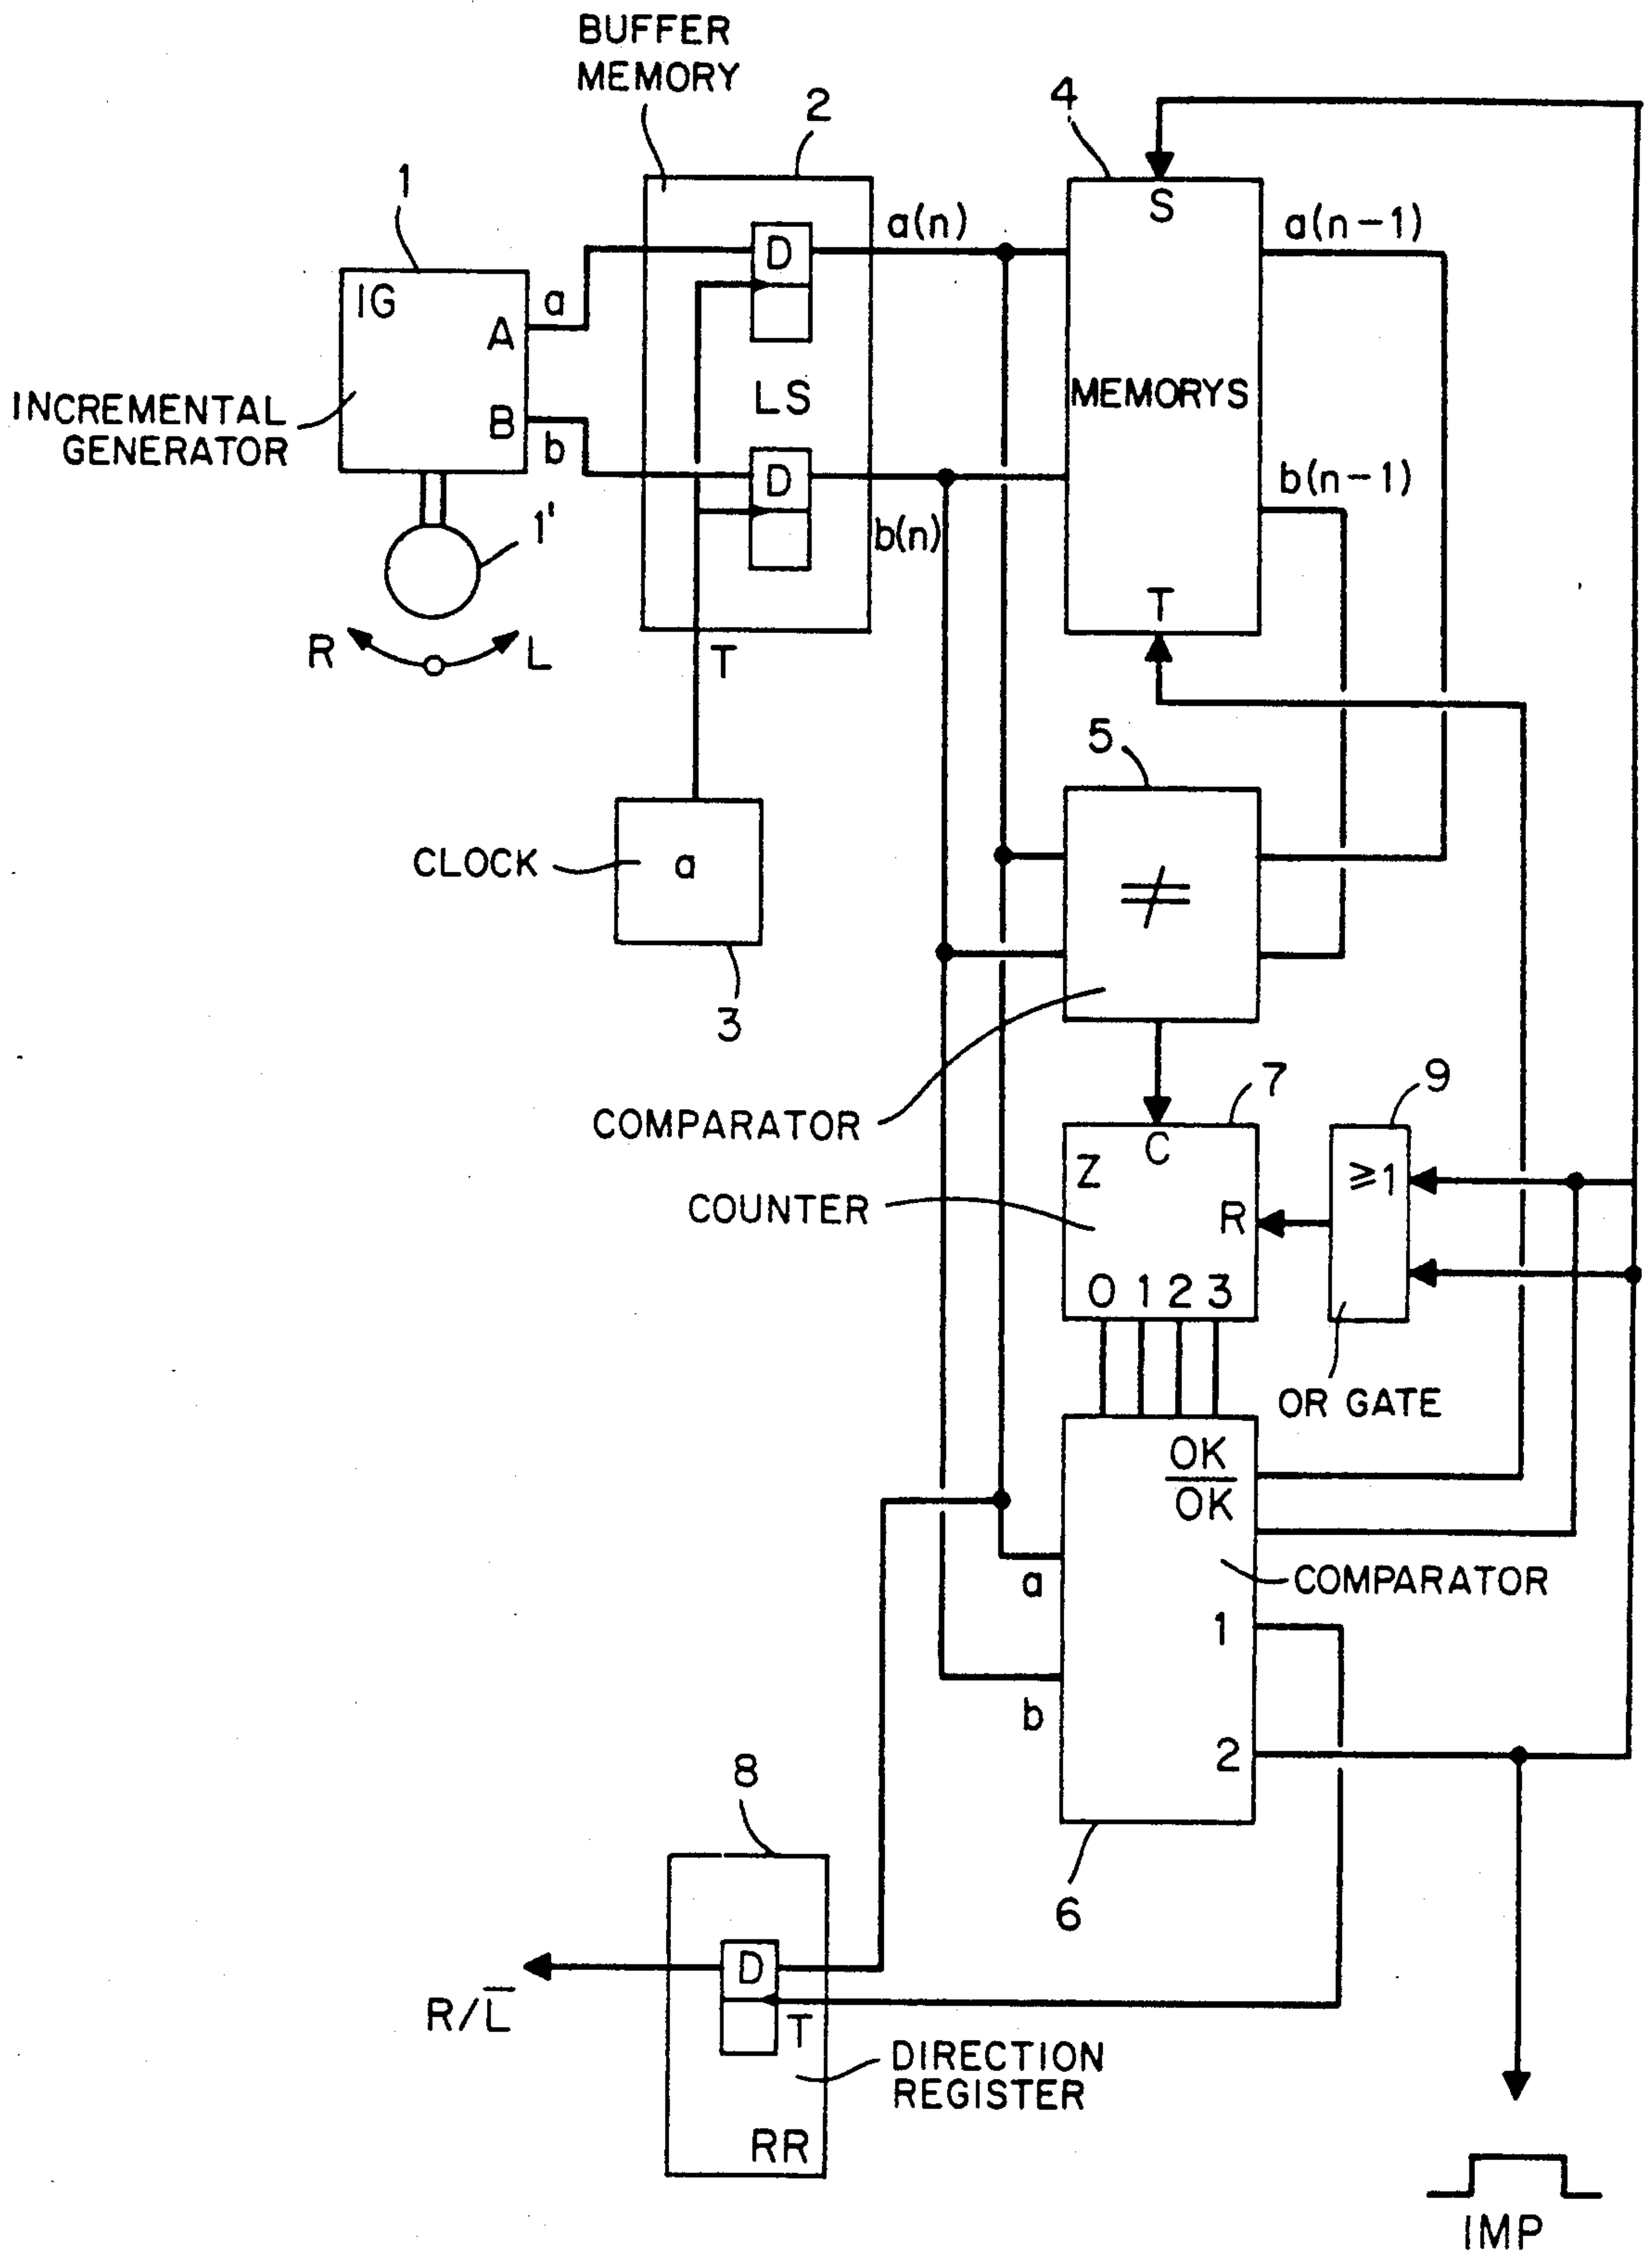 BUFFER
MEMORY
2
4
1
S
a(n)
a(n-1)
D
IG
a
A
LS
MEMORYS
INCREMENTAL
GENERATOR
B
b
D
b(n-1)
b(n)
1'
T
R
L
T
5
CLOCK
a
≠
3
COMPARATOR
7
9
C
Z
≥1
COUNTER
R
0 1 2 3
OR GATE
OK
O̅K̅
a
COMPARATOR
1
b
2
8
6
D
R/L̅
T
DIRECTION
REGISTER
RR
IMP